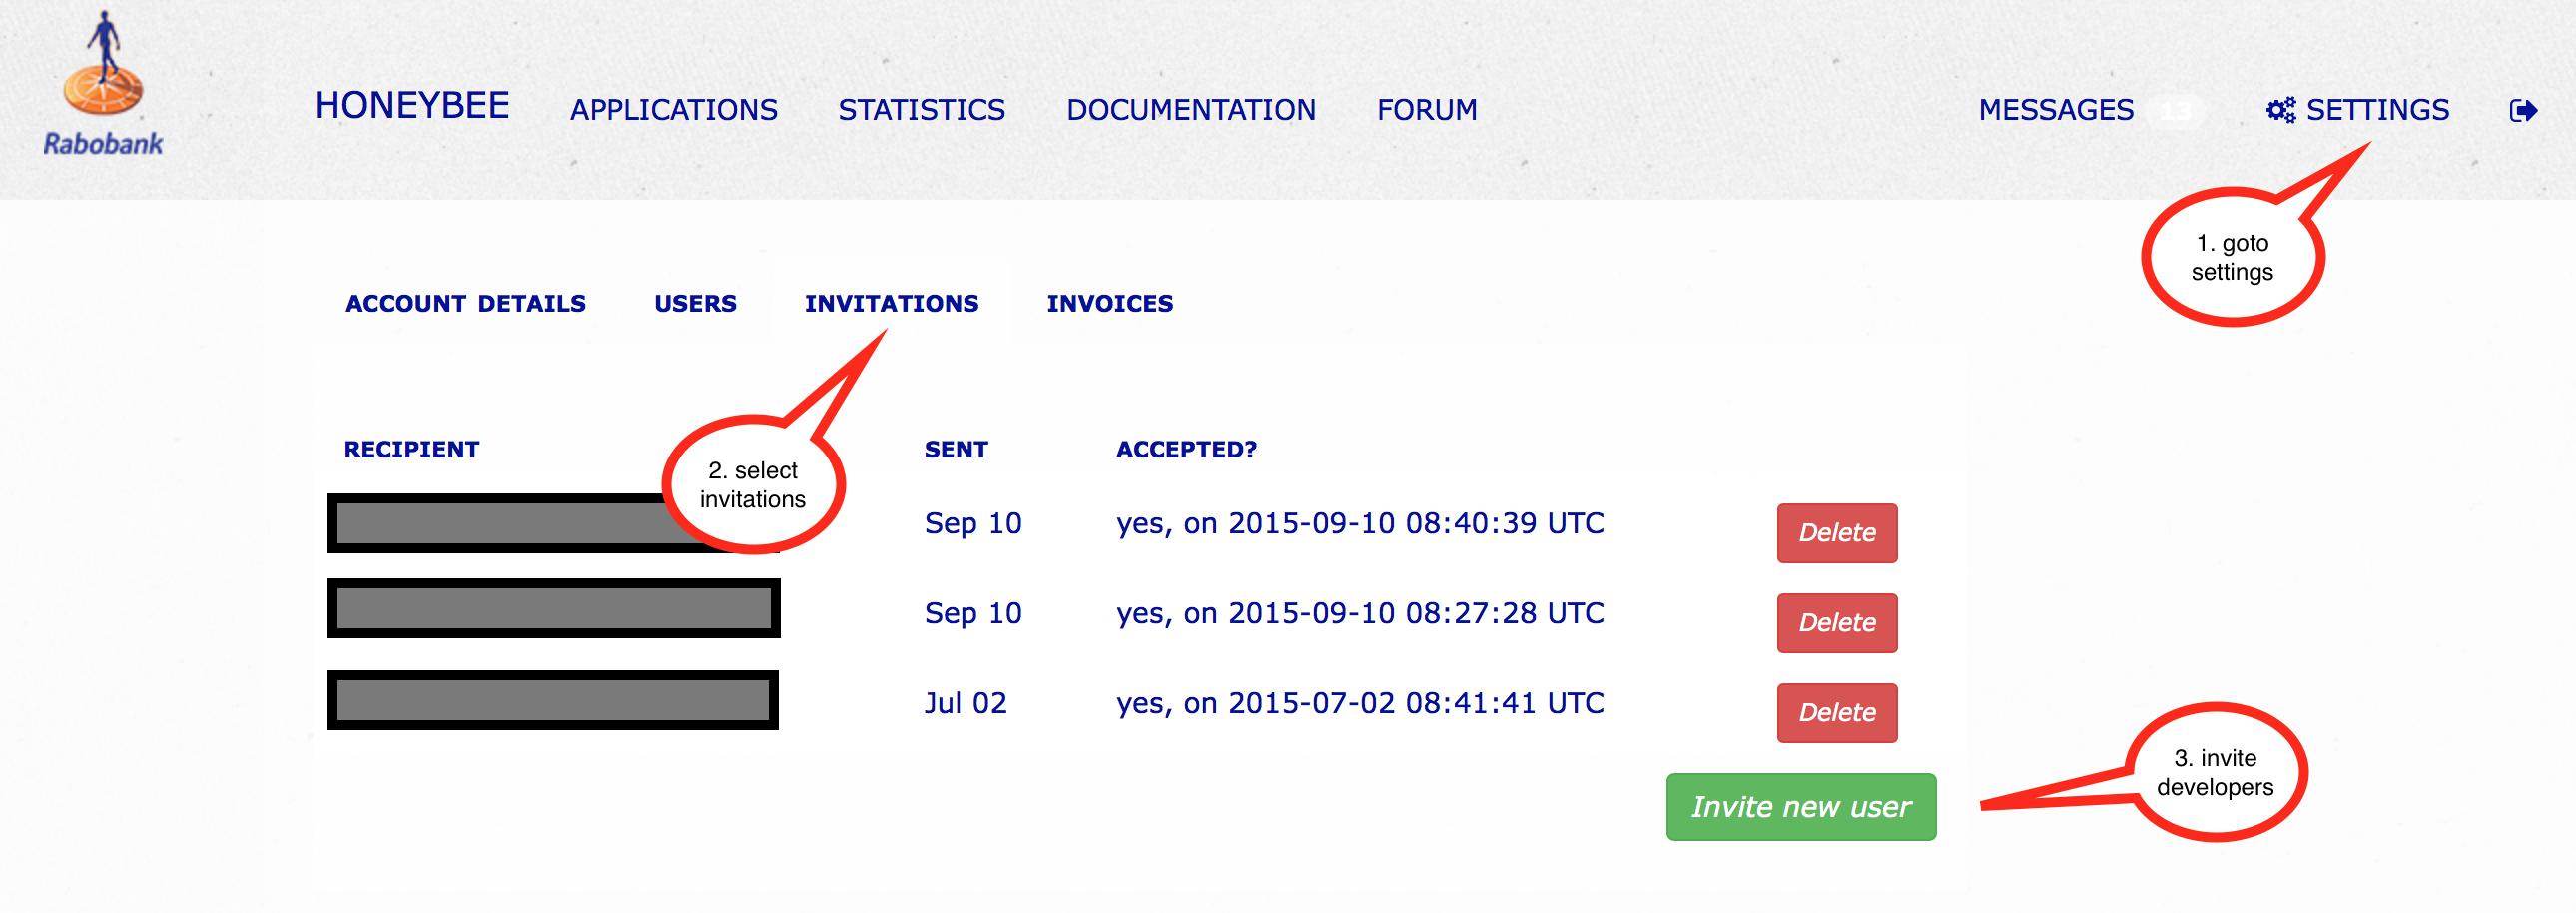 Rabobank
HONEYBEE APPLICATIONS STATISTICS DOCUMENTATION FORUM MESSAGES 13 SETTINGS
1. goto
settings
ACCOUNT DETAILS USERS INVITATIONS INVOICES
RECIPIENT SENT ACCEPTED?
2. select
invitations
Sep 10 yes, on 2015-09-10 08:40:39 UTC Delete
Sep 10 yes, on 2015-09-10 08:27:28 UTC Delete
Jul 02 yes, on 2015-07-02 08:41:41 UTC Delete
3. invite
developers
Invite new user